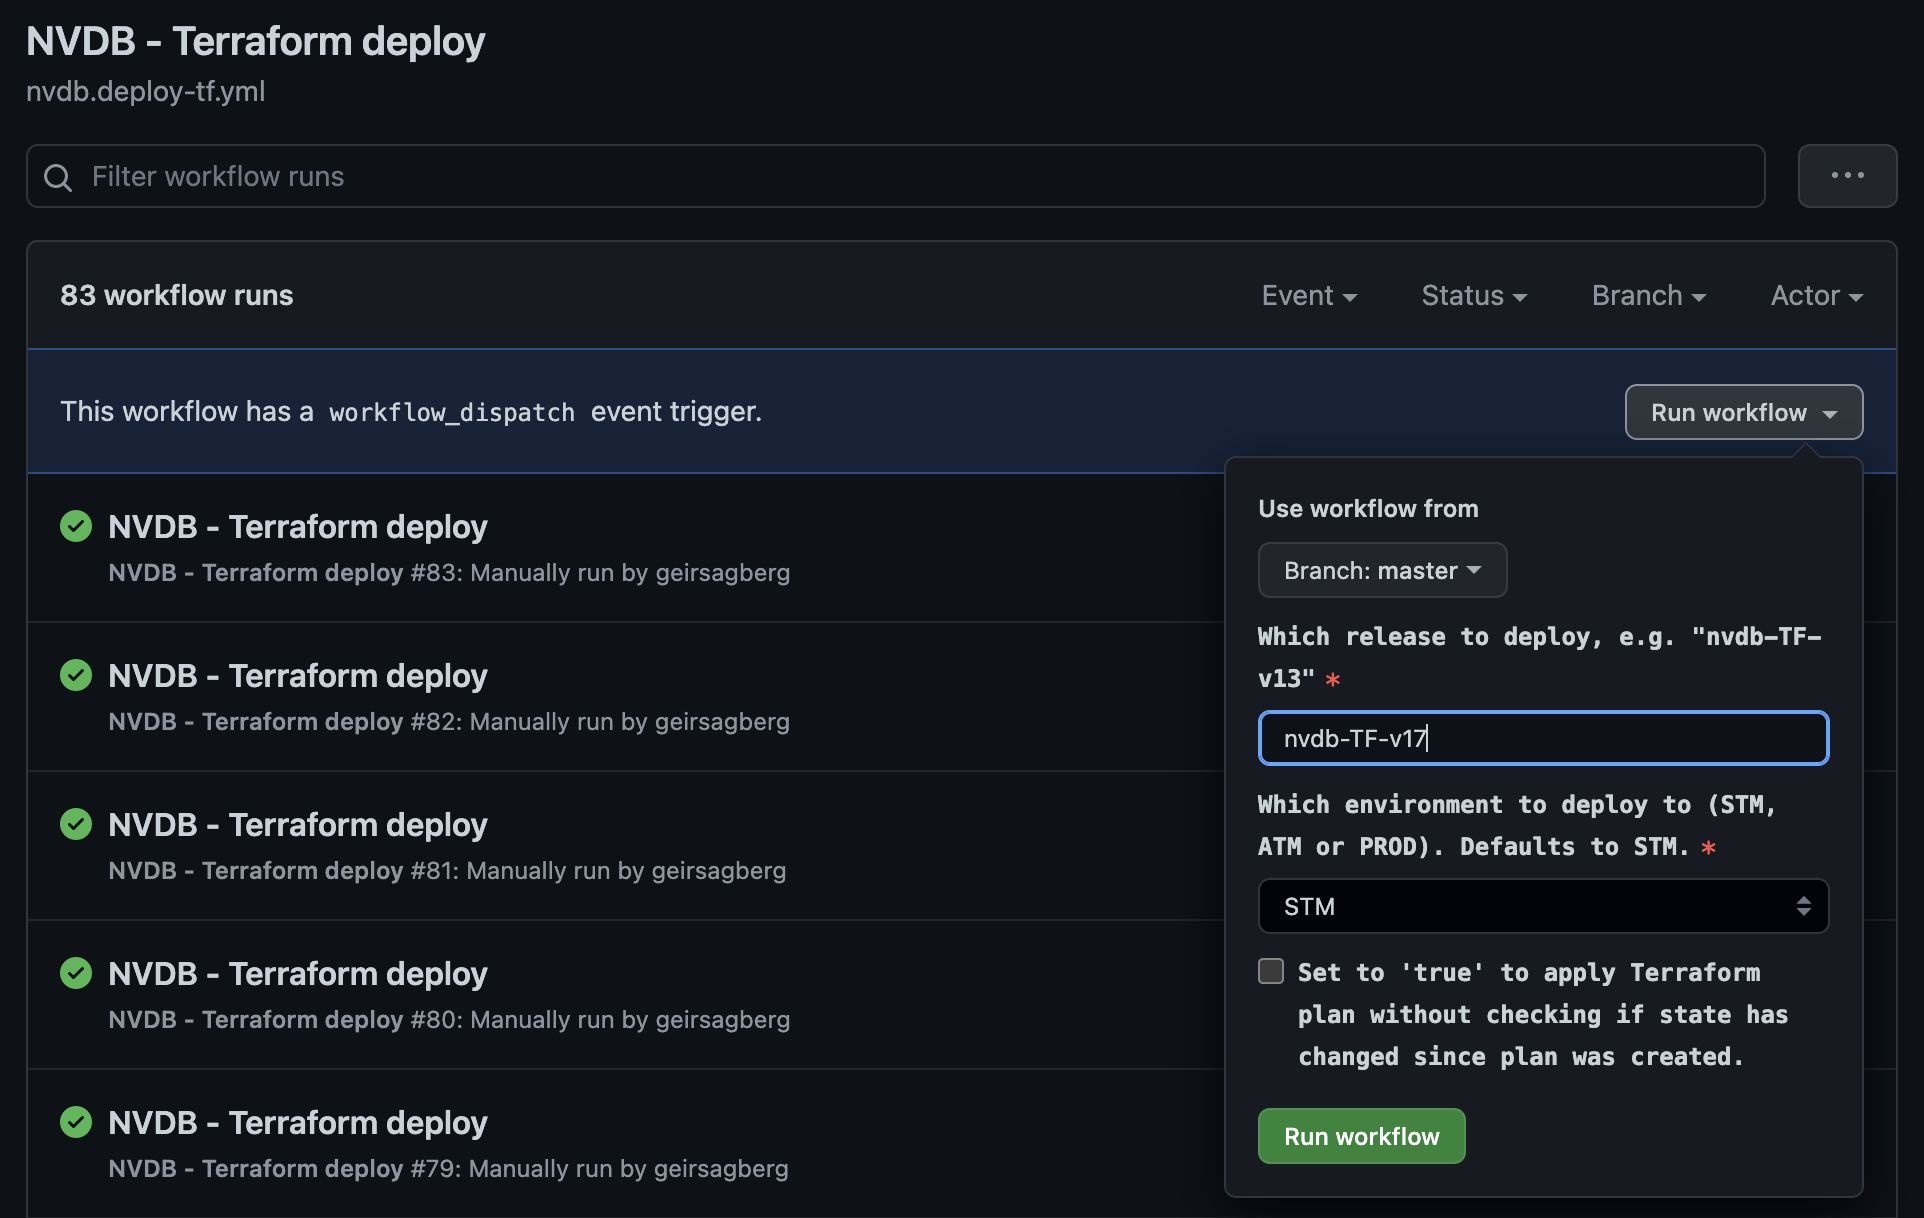 NVDB - Terraform deploy
nvdb.deploy-tf.yml
Filter workflow runs
83 workflow runs
Event
Status
Branch
Actor
This workflow has a workflow_dispatch event trigger.
Run workflow
Use workflow from
Branch: master
Which release to deploy, e.g. "nvdb-TF-
v13" *
nvdb-TF-v17
Which environment to deploy to (STM,
ATM or PROD). Defaults to STM. *
STM
Set to 'true' to apply Terraform
plan without checking if state has
changed since plan was created.
Run workflow
NVDB - Terraform deploy
NVDB - Terraform deploy #83: Manually run by geirsagberg
NVDB - Terraform deploy
NVDB - Terraform deploy #82: Manually run by geirsagberg
NVDB - Terraform deploy
NVDB - Terraform deploy #81: Manually run by geirsagberg
NVDB - Terraform deploy
NVDB - Terraform deploy #80: Manually run by geirsagberg
NVDB - Terraform deploy
NVDB - Terraform deploy #79: Manually run by geirsagberg